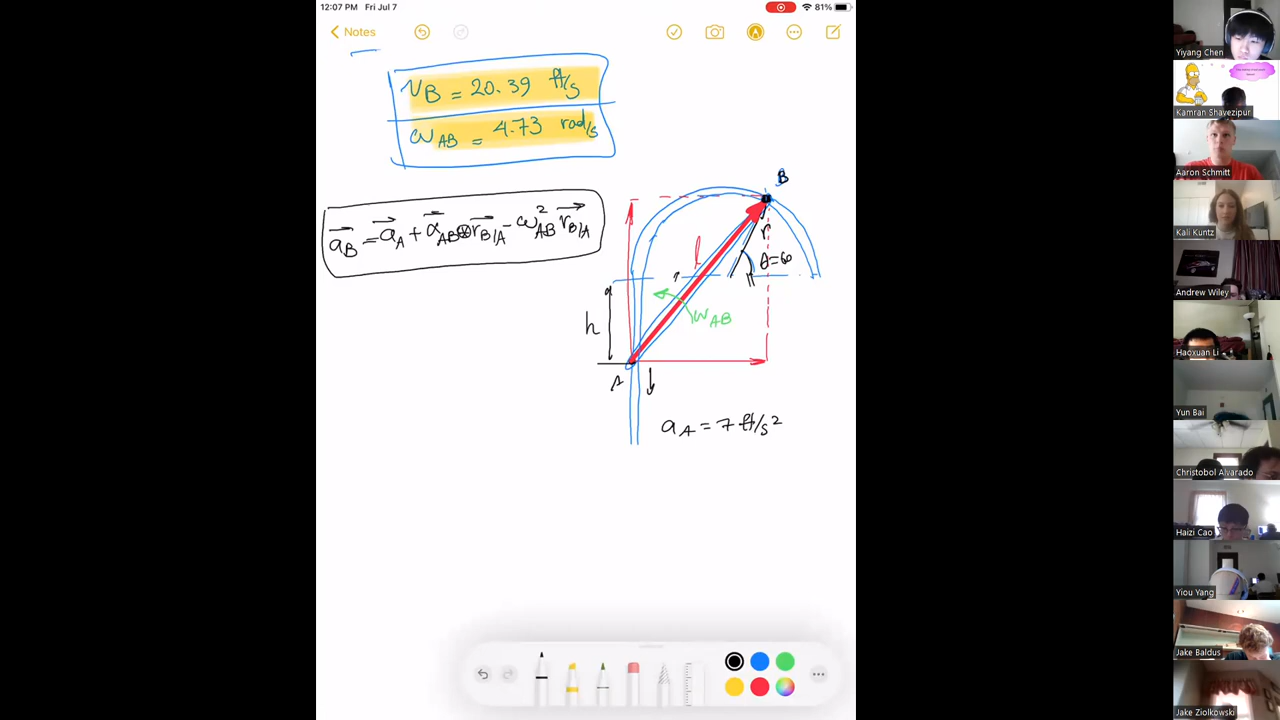 12:07 PM Fri Jul 7
81%
Notes
v_B = 20.39 ft/s
ω_AB = 4.73 rad/s
a_B = a_A + α_AB ⊗ r_B/A - ω²_AB r_B/A
B
r
l
θ=60
ω_AB
h
A
a_A = 7 ft/s²
Yiyang Chen
Kamran Shavezipur
Aaron Schmitt
Kali Kuntz
Andrew Wiley
Haoxuan Li
Yun Bai
Christobol Alvarado
Haizi Cao
Yiou Yang
Jake Baldus
Jake Ziolkowski